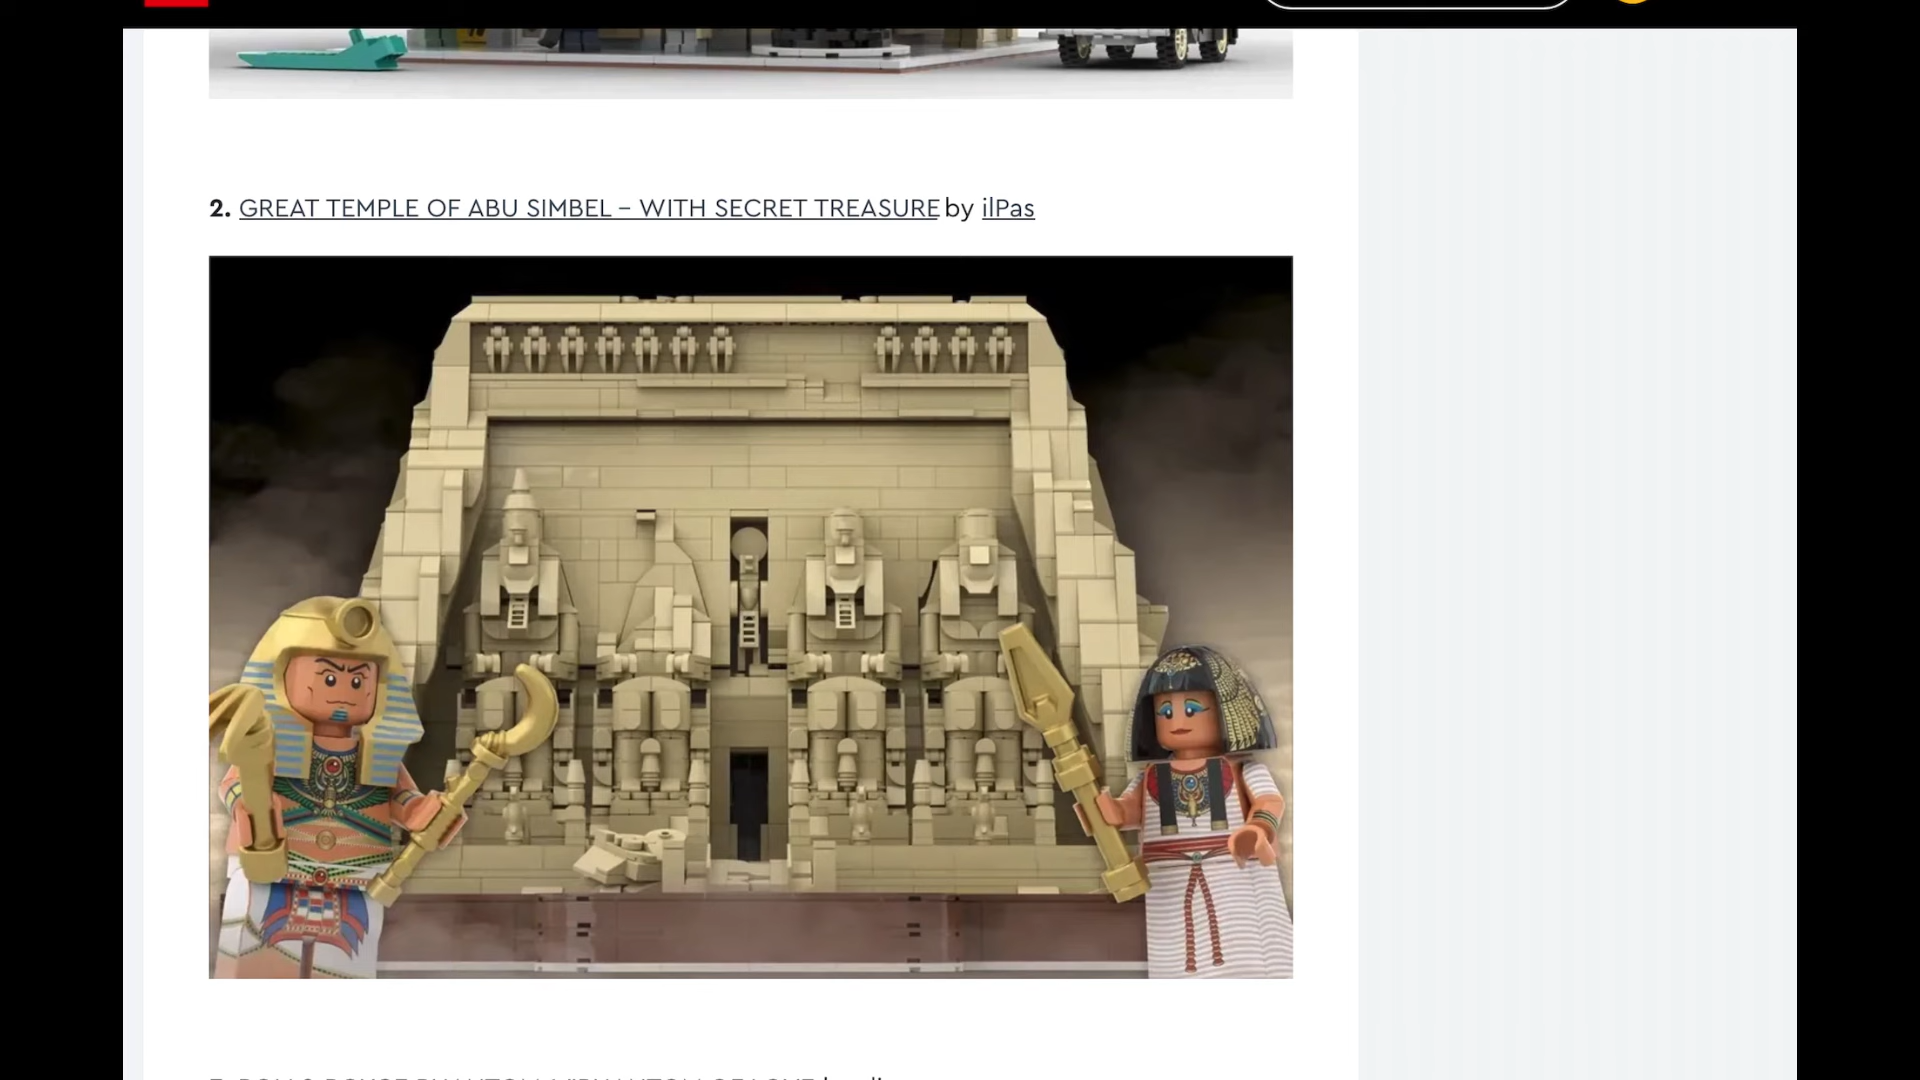 2. GREAT TEMPLE OF ABU SIMBEL – WITH SECRET TREASURE by ilPas